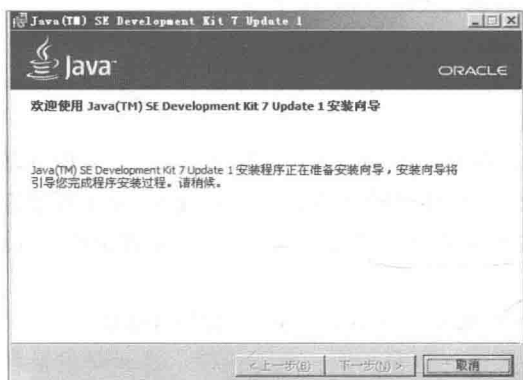 Java(TM) SE Development Kit 7 Update 1
Java
ORACLE
欢迎使用 Java(TM) SE Development Kit 7 Update 1 安装向导
Java(TM) SE Development Kit 7 Update 1 安装程序正在准备安装向导，安装向导将
引导您完成程序安装过程。请稍候。
<上一步(B) 下一步(N) > 取消